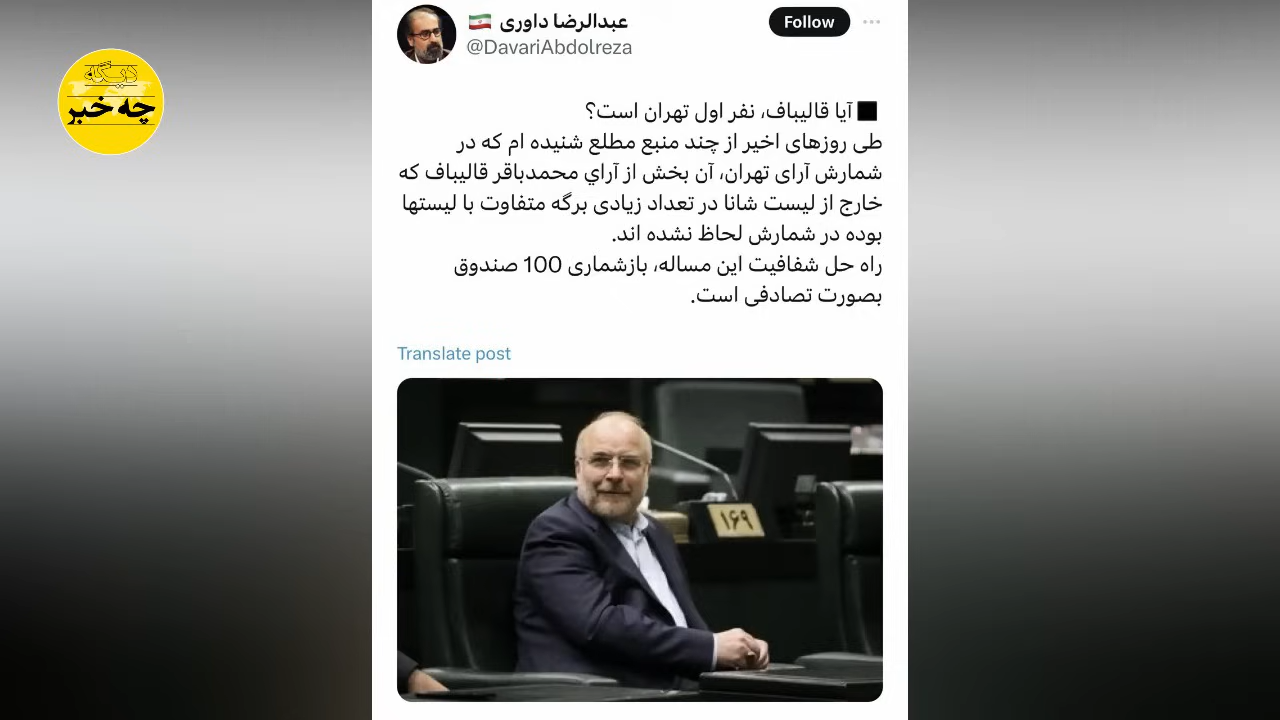 دیگه
چه خبر
عبدالرضا داوری
@DavariAbdolreza
Follow
آیا قالیباف، نفر اول تهران است؟
طی روزهای اخیر از چند منبع مطلع شنیده ام که در
شمارش آرای تهران، آن بخش از آراي محمدباقر قالیباف که
خارج از لیست شانا در تعداد زیادی برگه متفاوت با لیستها
بوده در شمارش لحاظ نشده اند.
راه حل شفافیت این مساله، بازشماری 100 صندوق
بصورت تصادفی است.
Translate post
۱۶۹